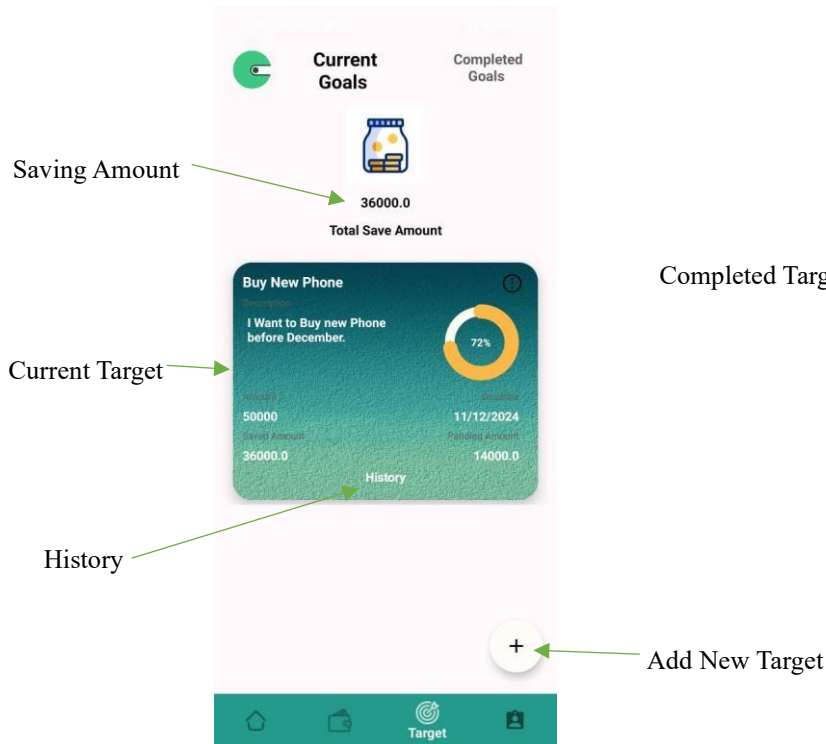 Current
Goals
Completed
Goals
Saving Amount
36000.0
Total Save Amount
Completed Targ
Buy New Phone
Description
I Want to Buy new Phone
before December.
72%
Current Target
Amount
Deadline
50000
11/12/2024
Saved Amount
Pending Amount
36000.0
14000.0
History
History
+
Add New Target
Target